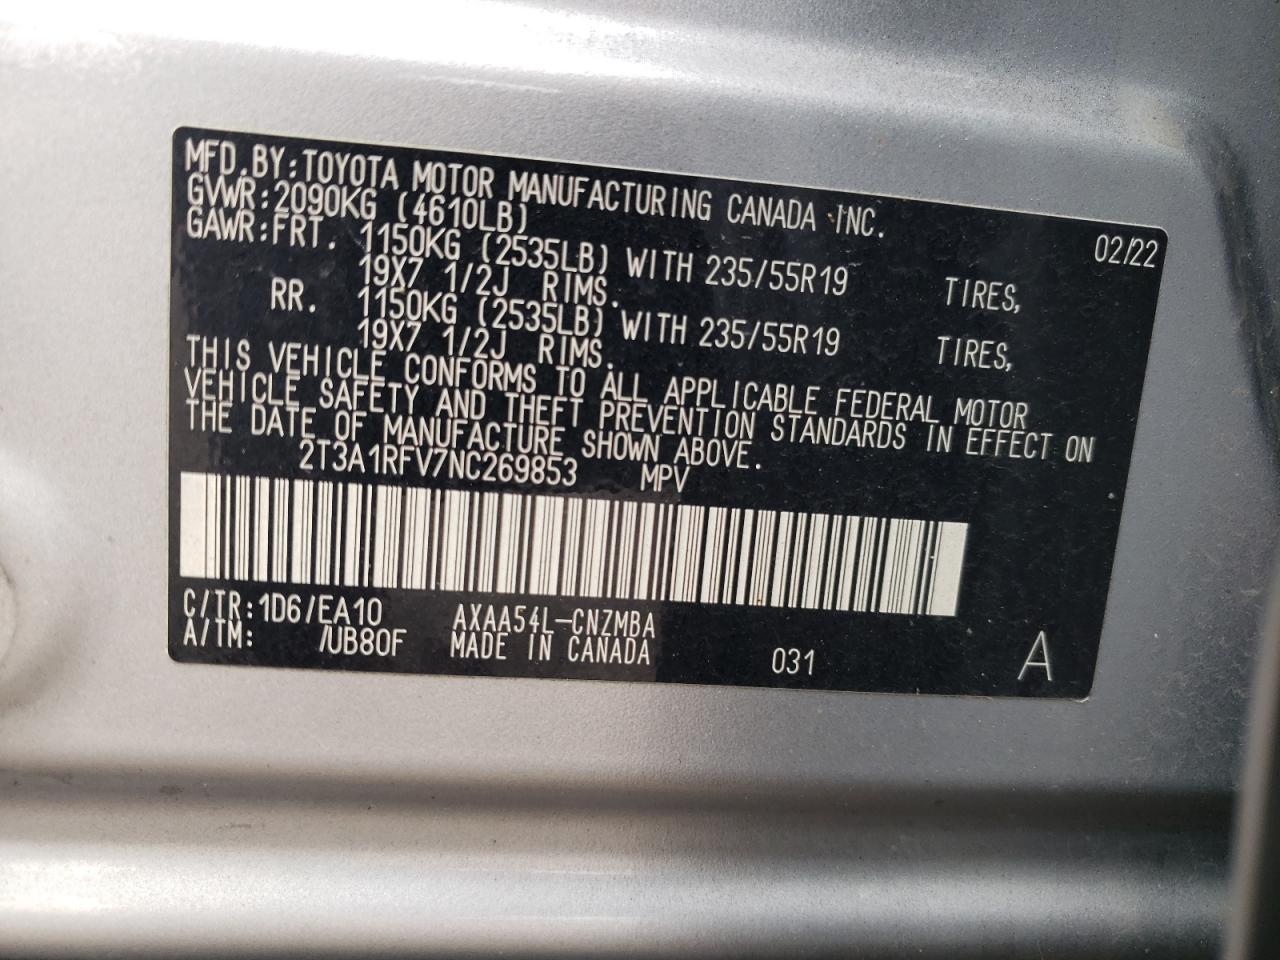 MFD.BY:TOYOTA MOTOR MANUFACTURING CANADA INC. 02/22
GVWR:2090KG (4610LB)
GAWR:FRT. 1150KG (2535LB) WITH 235/55R19 TIRES,
19X7 1/2J RIMS.
RR. 1150KG (2535LB) WITH 235/55R19 TIRES,
19X7 1/2J RIMS.
THIS VEHICLE CONFORMS TO ALL APPLICABLE FEDERAL MOTOR
VEHICLE SAFETY AND THEFT PREVENTION STANDARDS IN EFFECT ON
THE DATE OF MANUFACTURE SHOWN ABOVE.
2T3A1RFV7NC269853 MPV
C/TR:1D6/EA10 AXAA54L-CNZMBA
A/TM: /UB80F MADE IN CANADA 031 A